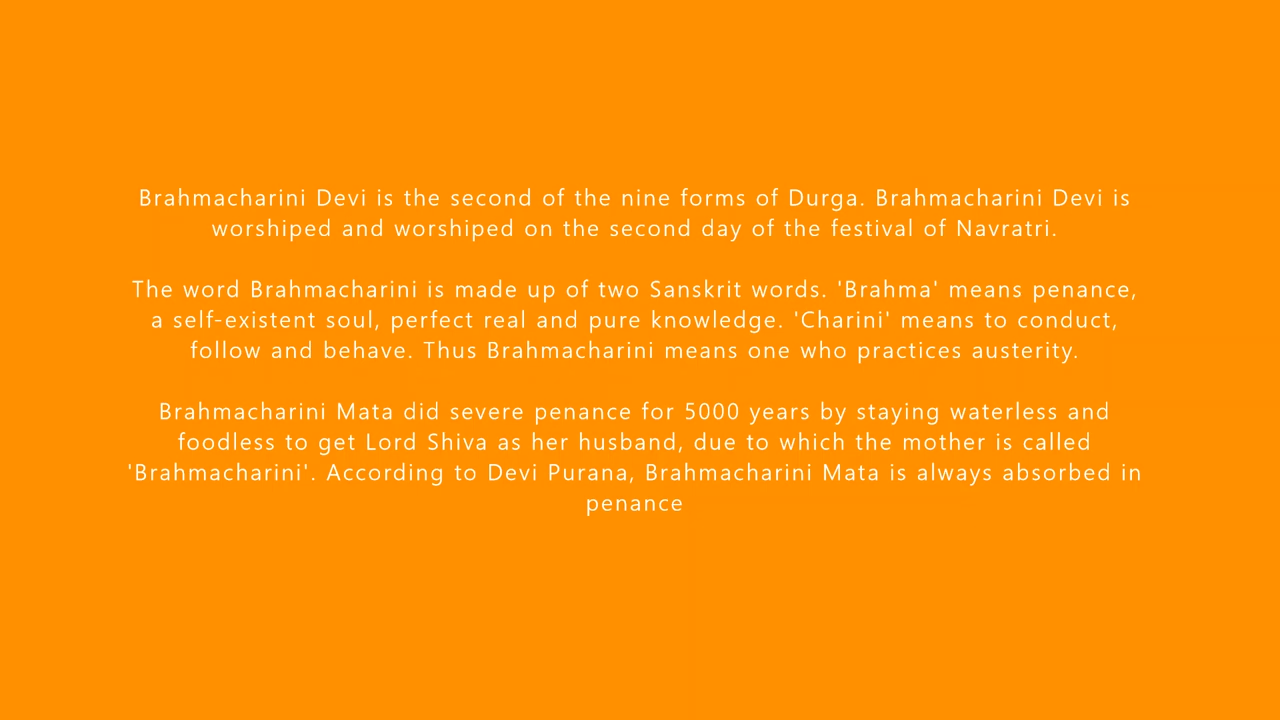 Brahmacharini Devi is the second of the nine forms of Durga. Brahmacharini Devi is
worshiped and worshiped on the second day of the festival of Navratri.
The word Brahmacharini is made up of two Sanskrit words. 'Brahma' means penance,
a self-existent soul, perfect real and pure knowledge. 'Charini' means to conduct,
follow and behave. Thus Brahmacharini means one who practices austerity.
Brahmacharini Mata did severe penance for 5000 years by staying waterless and
foodless to get Lord Shiva as her husband, due to which the mother is called
'Brahmacharini'. According to Devi Purana, Brahmacharini Mata is always absorbed in
penance